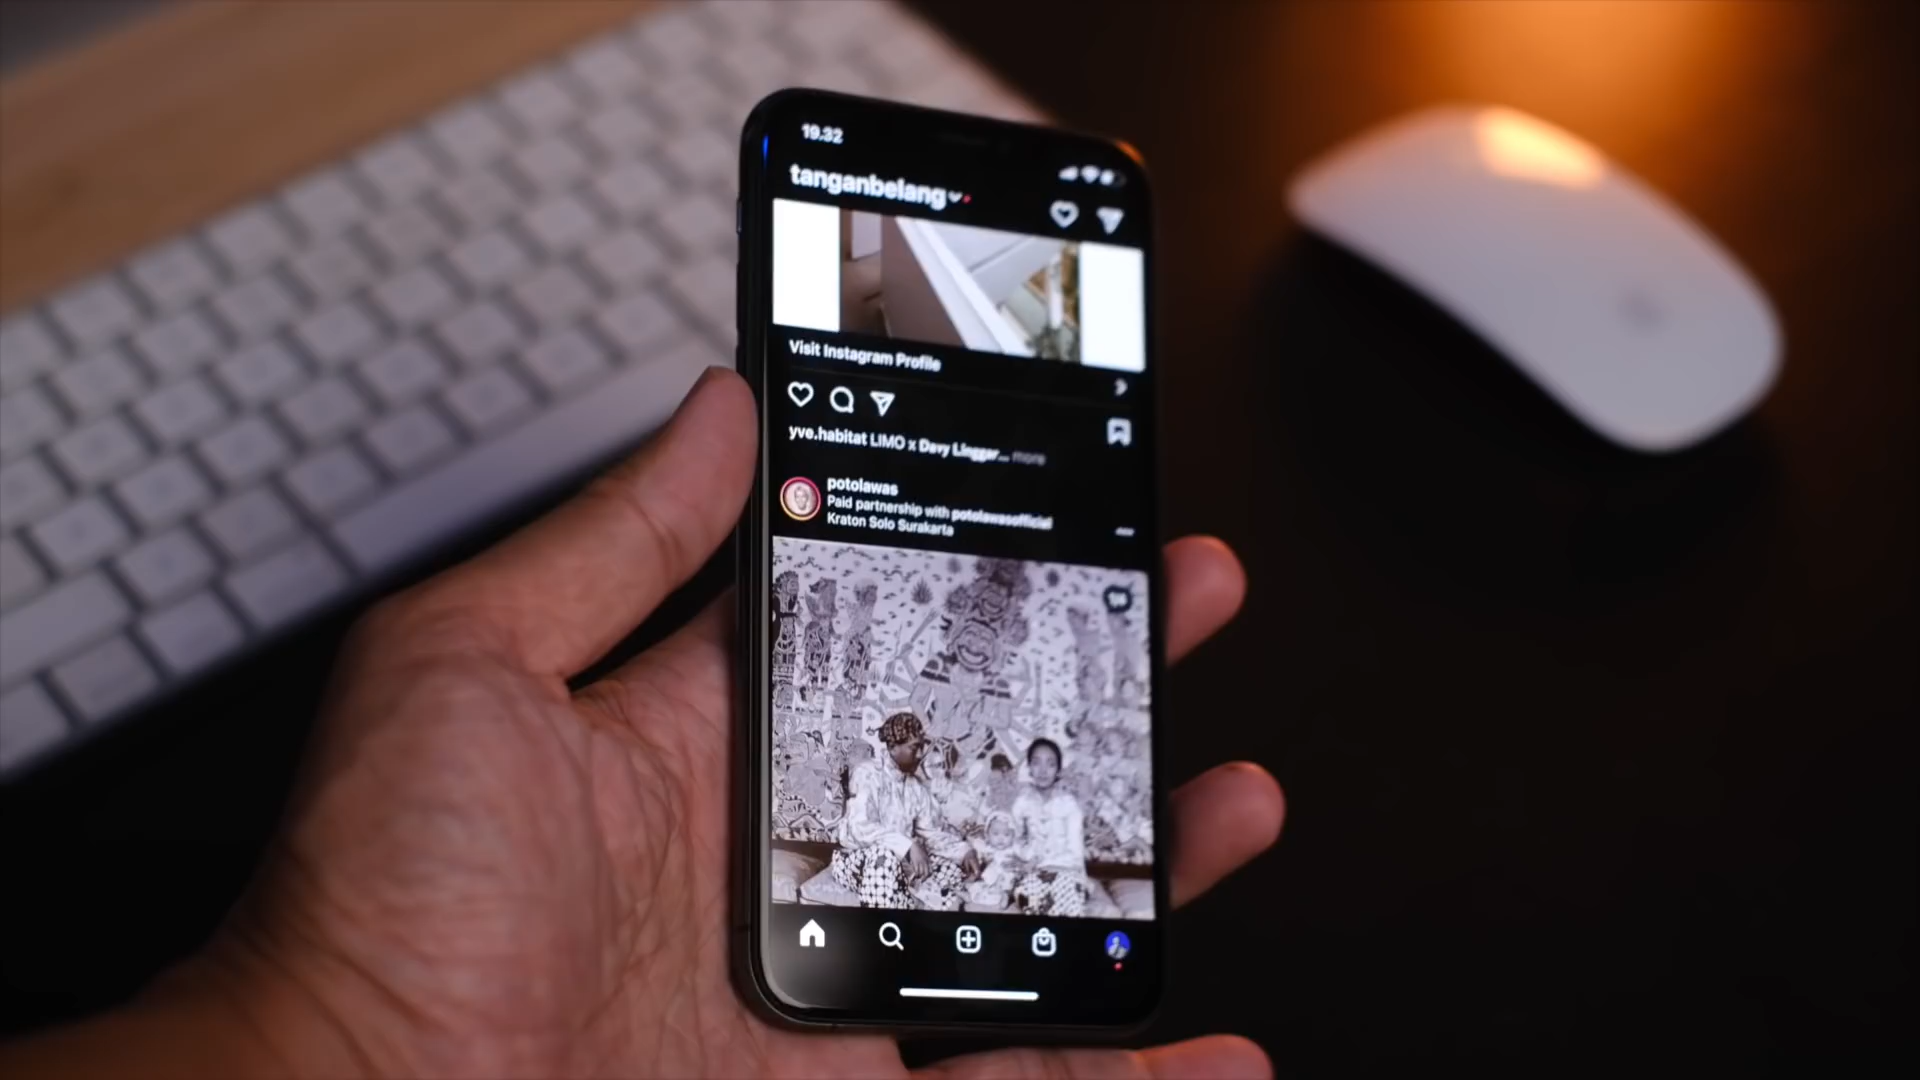 19.32
tanganbelang
Visit Instagram Profile
yve.habitat LIMO x Davy Linggar... more
potolawas
Paid partnership with potolawasofficial
Kraton Solo Surakarta